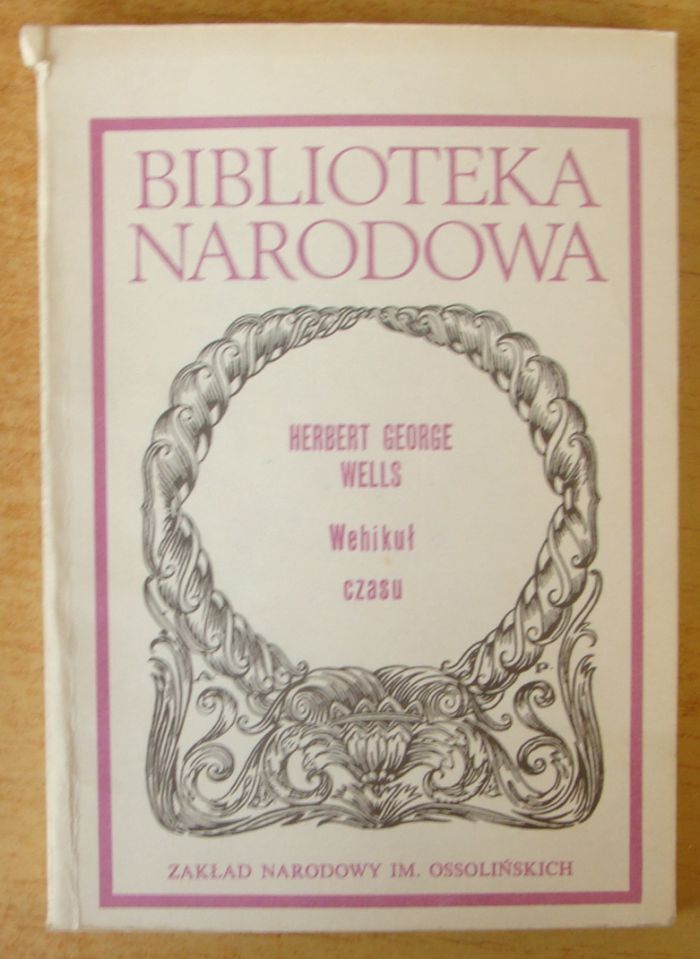 BIBLIOTEKA
NARODOWA
HERBERT GEORGE
WELLS
Wehikuł
czasu
A. P.
ZAKŁAD NARODOWY IM. OSSOLIŃSKICH